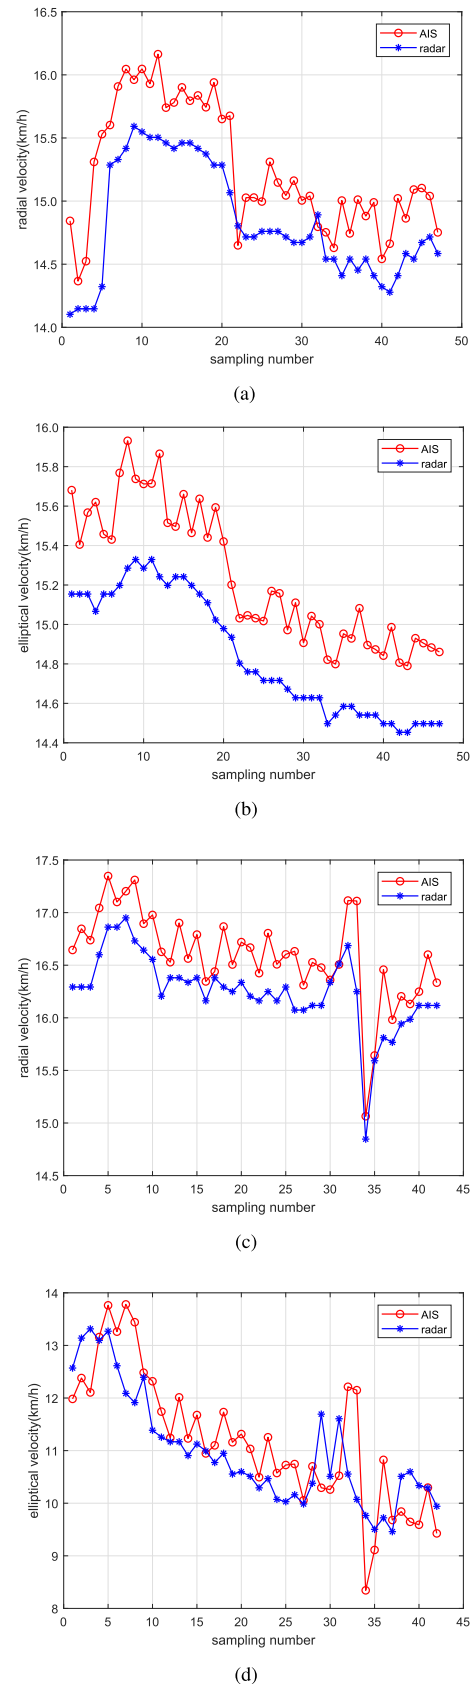 16.5
16.0
15.5
15.0
14.5
14.0
radial velocity(km/h)
AIS
radar
0 10 20 30 40 50
sampling number
(a)
16.0
15.8
15.6
15.4
15.2
15.0
14.8
14.6
14.4
elliptical velocity(km/h)
AIS
radar
0 10 20 30 40 50
sampling number
(b)
17.5
17.0
16.5
16.0
15.5
15.0
14.5
radial velocity(km/h)
AIS
radar
0 5 10 15 20 25 30 35 40 45
sampling number
(c)
14
13
12
11
10
9
8
elliptical velocity(km/h)
AIS
radar
0 5 10 15 20 25 30 35 40 45
sampling number
(d)